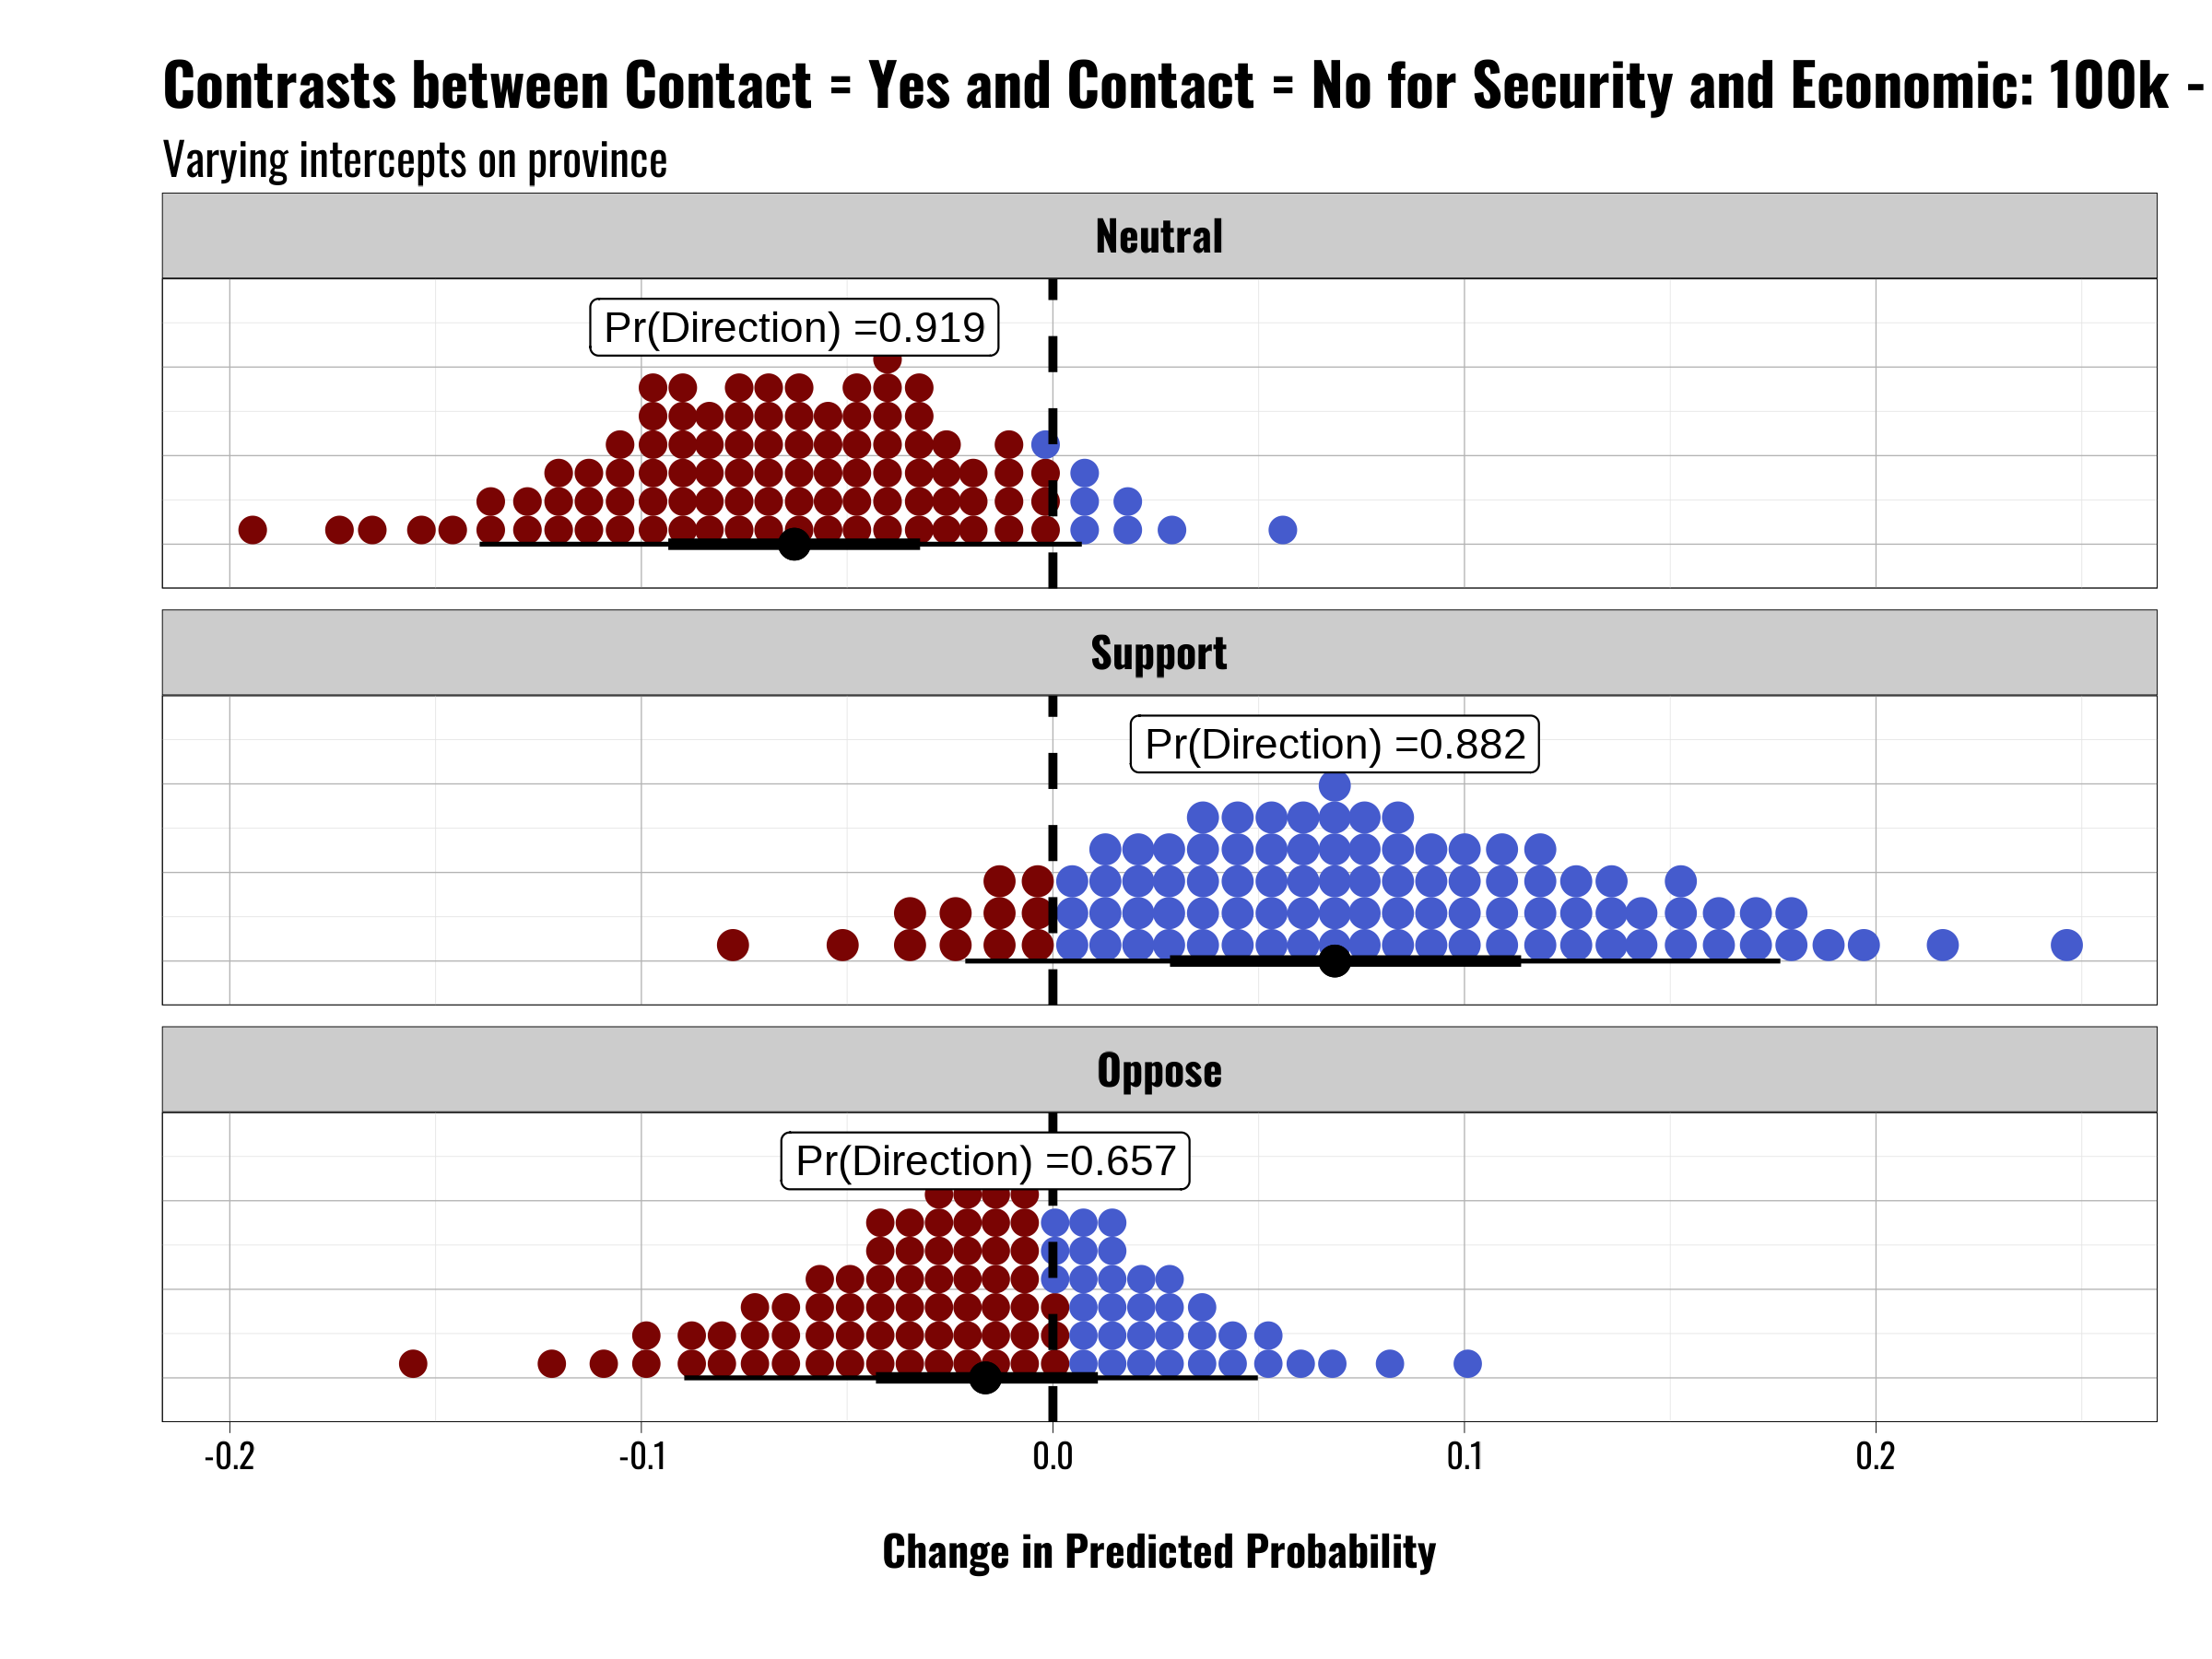 Contrasts between Contact = Yes and Contact = No for Security and Economic: 100k -
Varying intercepts on province
Neutral
Pr(Direction) =0.919
Support
Pr(Direction) =0.882
Oppose
Pr(Direction) =0.657
-0.2 -0.1 0.0 0.1 0.2
Change in Predicted Probability